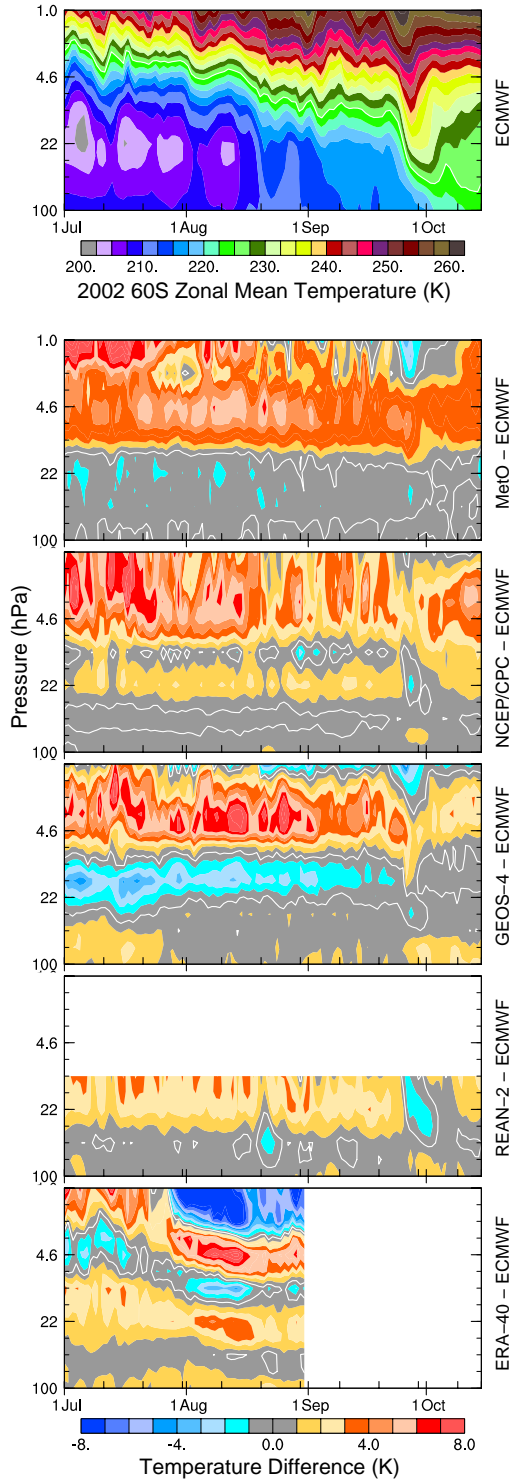 1.0
4.6
22
100
ECMWF
1 Jul 1 Aug 1 Sep 1 Oct
200. 210. 220. 230. 240. 250. 260.
2002 60S Zonal Mean Temperature (K)
Pressure (hPa)
1.0
4.6
22
100
MetO − ECMWF
4.6
22
100
NCEP/CPC − ECMWF
4.6
22
100
GEOS−4 − ECMWF
4.6
22
100
REAN−2 − ECMWF
4.6
22
100
ERA−40 − ECMWF
1 Jul 1 Aug 1 Sep 1 Oct
-8. -4. 0.0 4.0 8.0
Temperature Difference (K)